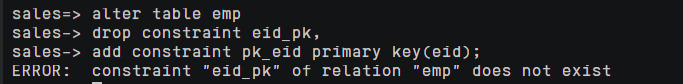 sales=> alter table emp
sales-> drop constraint eid_pk,
sales-> add constraint pk_eid primary key(eid);
ERROR:  constraint "eid_pk" of relation "emp" does not exist